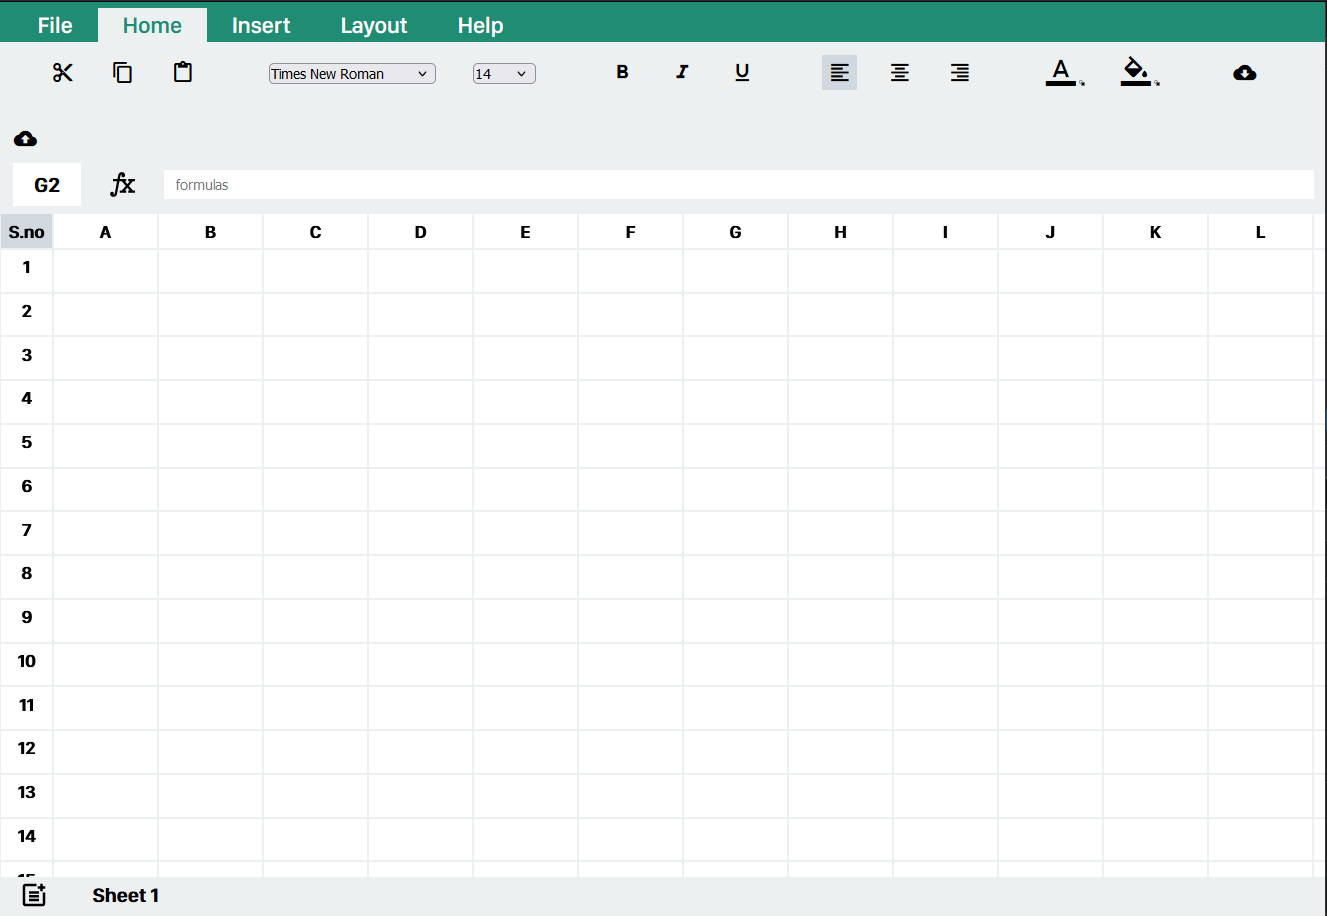 File Home Insert Layout Help
Times New Roman 14 B I U A
G2 fx formulas
S.no A B C D E F G H I J K L
1
2
3
4
5
6
7
8
9
10
11
12
13
14
Sheet 1